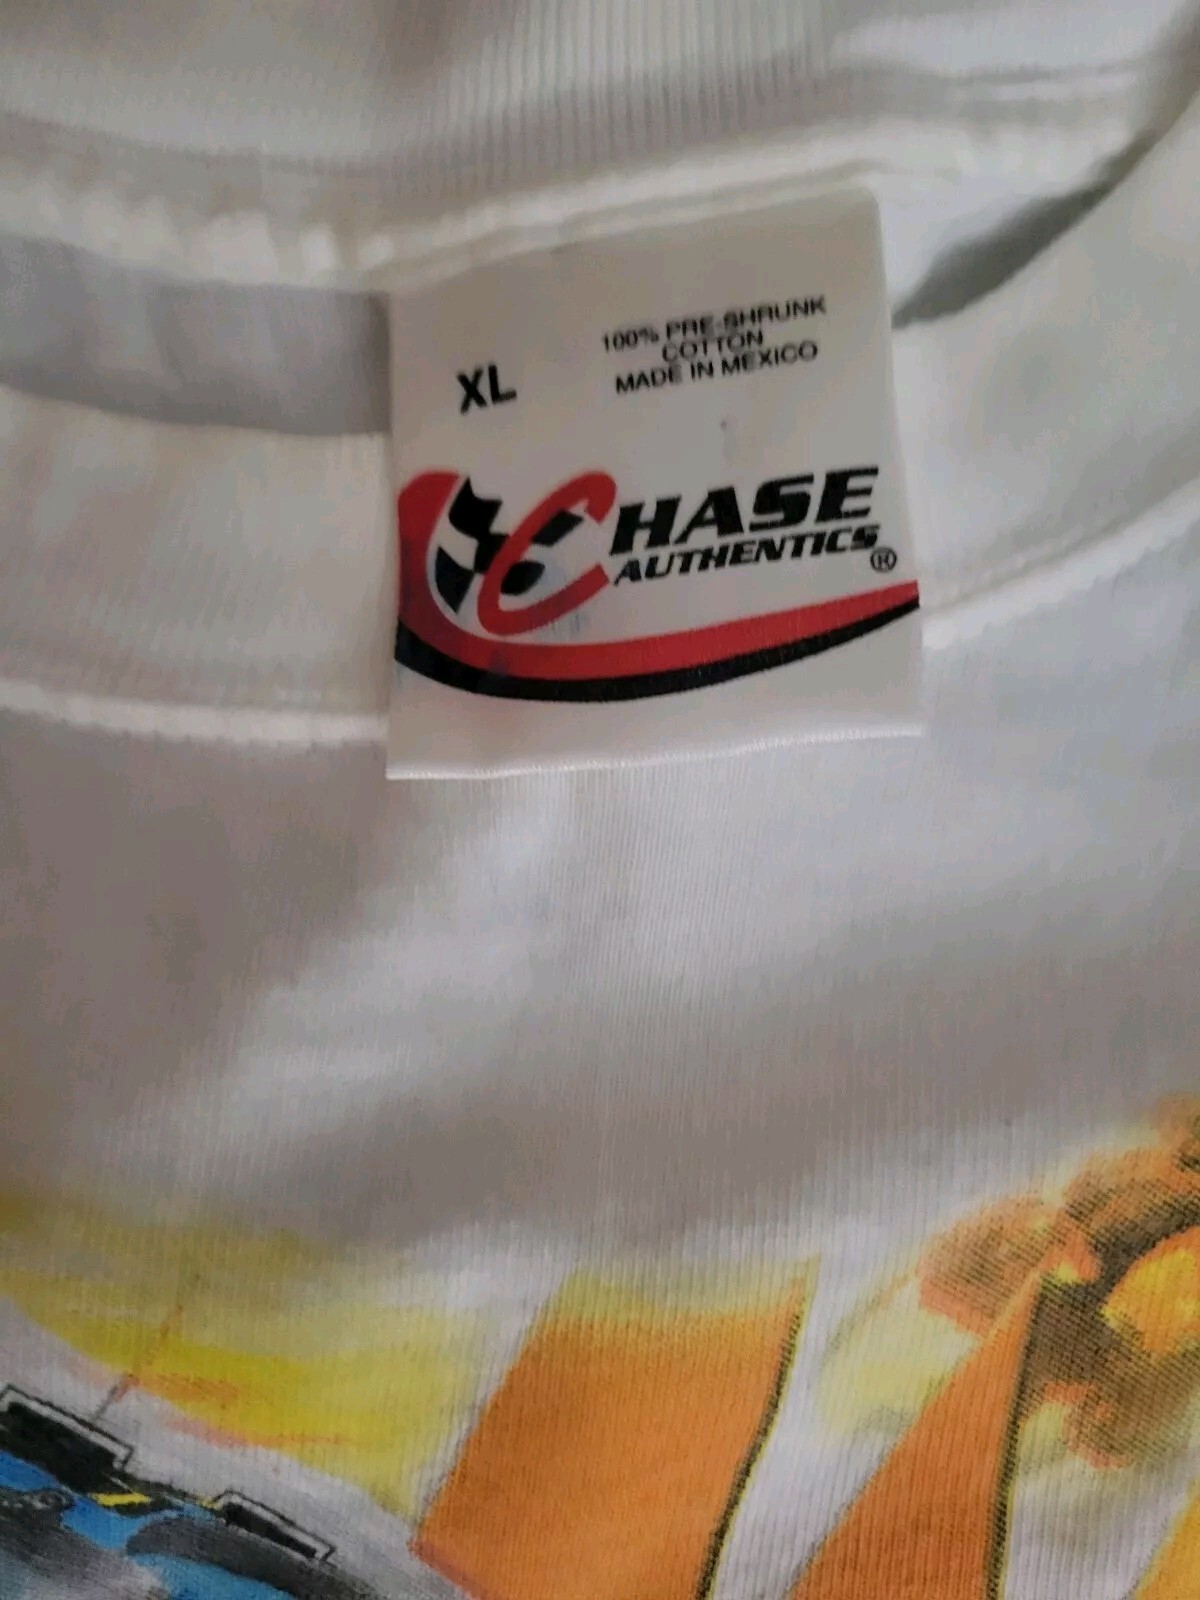 XL
100% PRE-SHRUNK
COTTON
MADE IN MEXICO
CHASE
AUTHENTICS®